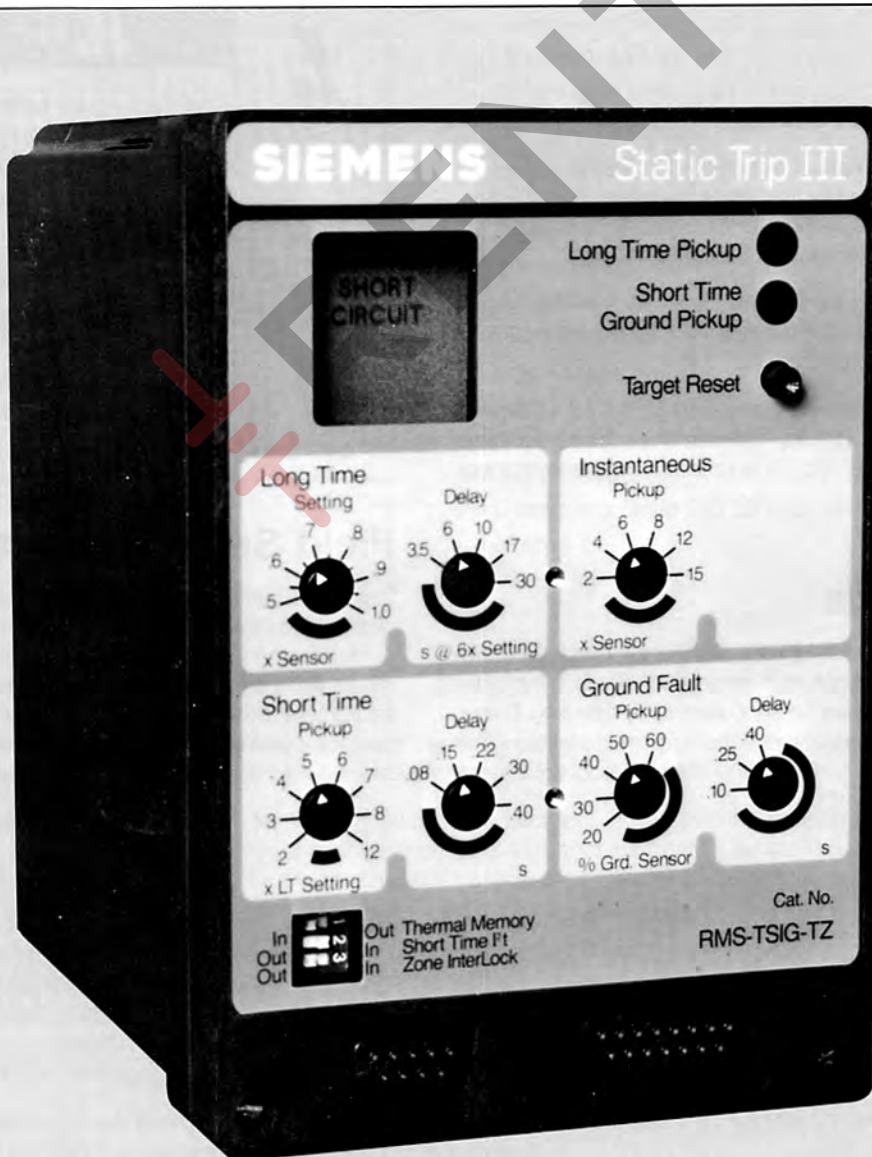 SIEMENS Static Trip III
SHORT
CIRCUIT
Long Time Pickup
Short Time
Ground Pickup
Target Reset
Long Time
Setting
.5 .6 .7 .8 .9 1.0
x Sensor
Delay
3.5 6 10 17 30
s @ 6x Setting
Instantaneous
Pickup
2 4 6 8 12 15
x Sensor
Short Time
Pickup
2 3 4 5 6 7 8 12
x LT Setting
Delay
.08 .15 .22 .30 .40
s
Ground Fault
Pickup
20 30 40 50 60
% Grd. Sensor
Delay
.10 .25 .40
s
In 1 Out Thermal Memory
Out 2 In Short Time I²t
Out 3 In Zone InterLock
Cat. No.
RMS-TSIG-TZ